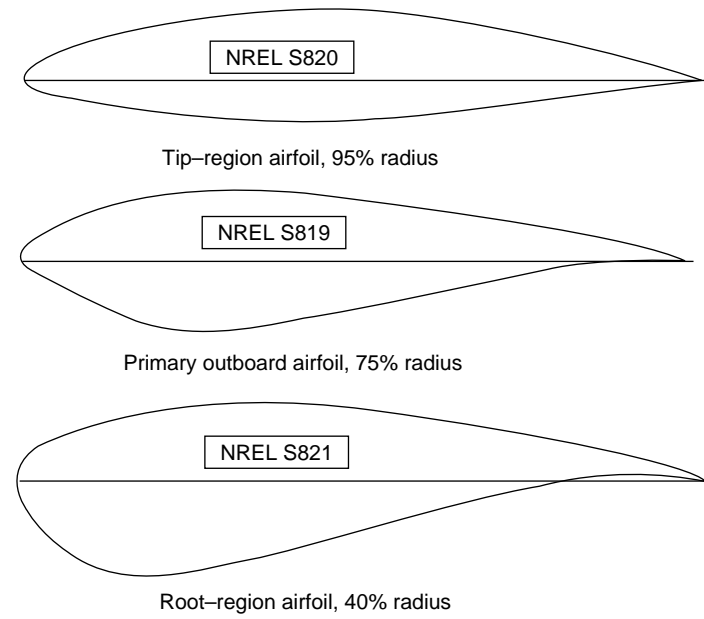 NREL S820
Tip–region airfoil, 95% radius
NREL S819
Primary outboard airfoil, 75% radius
NREL S821
Root–region airfoil, 40% radius